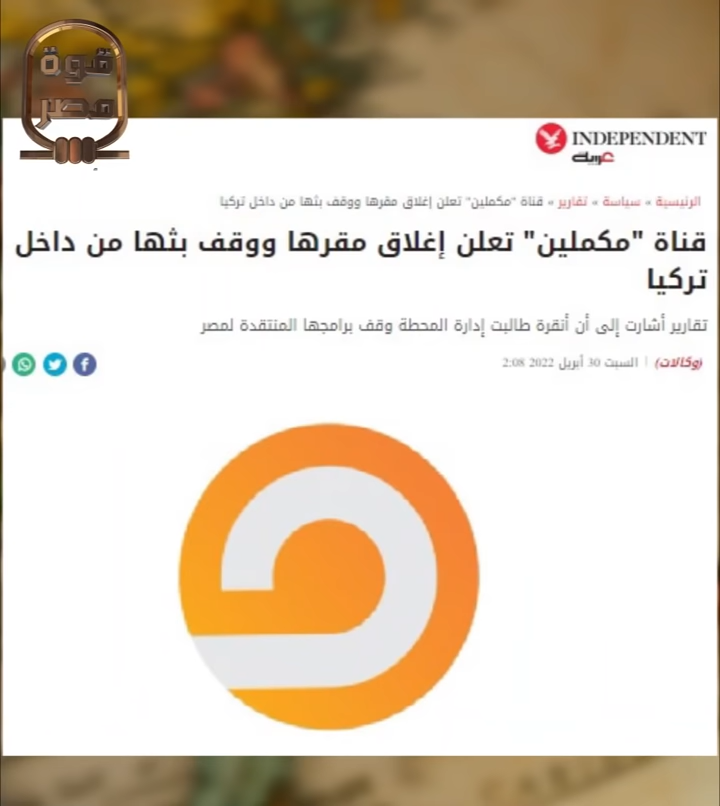 قوة
مصر
INDEPENDENT
عربية
الرئيسية » سياسة » تقارير » قناة "مكملين" تعلن إغلاق مقرها ووقف بثها من داخل تركيا
قناة "مكملين" تعلن إغلاق مقرها ووقف بثها من داخل
تركيا
تقارير أشارت إلى أن أنقرة طالبت إدارة المحطة وقف برامجها المنتقدة لمصر
(وكالات) | السبت 30 أبريل 2022 2:08